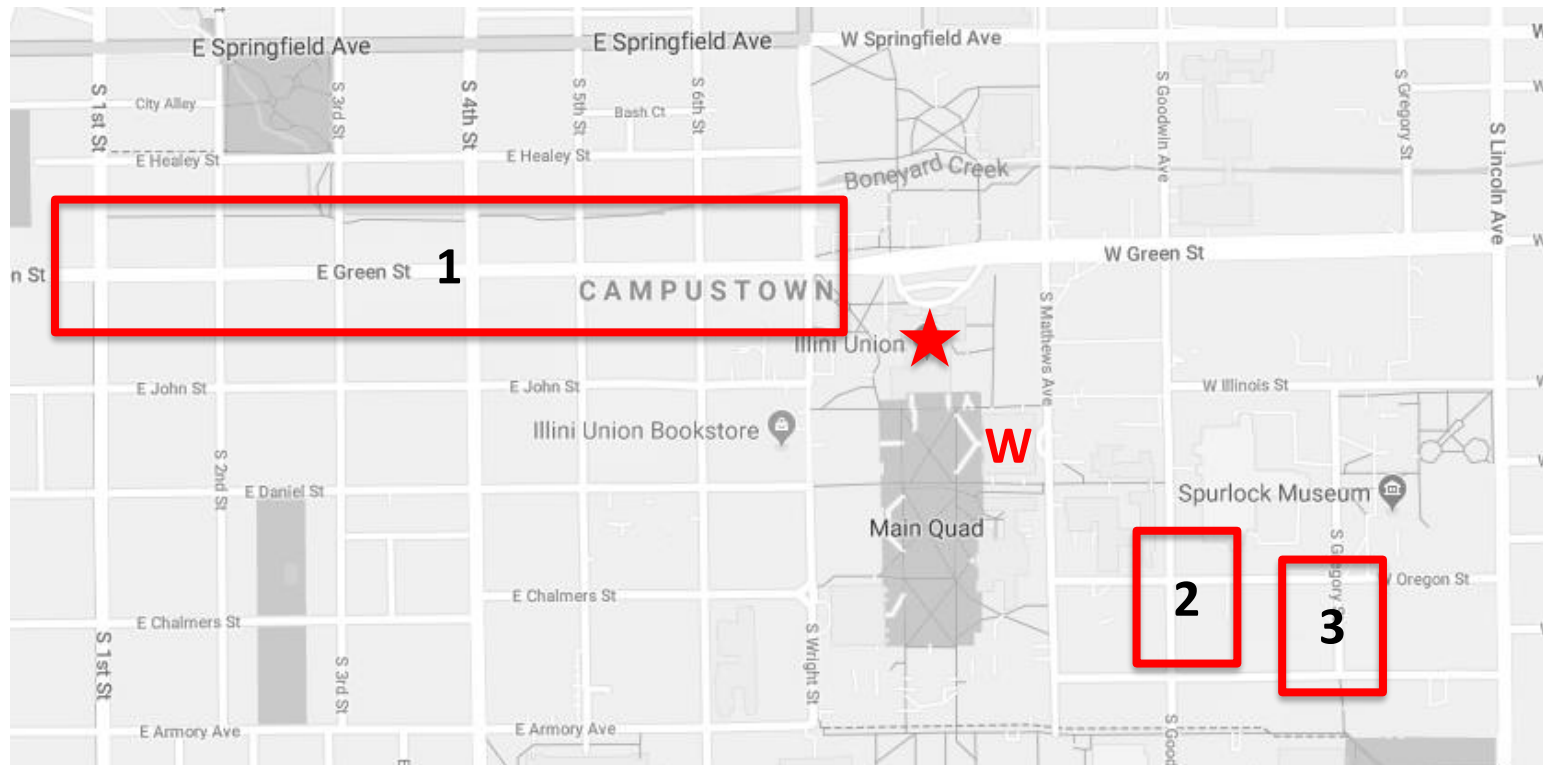 E Springfield Ave
E Springfield Ave
W Springfield Ave
W
S 1st St
City Alley
S 3rd St
S 4th St
S 5th St
Bash Ct
S 6th St
S Goodwin Ave
S Gregory St
S Lincoln Ave
E Healey St
E Healey St
Boneyard Creek
n St
E Green St
1
W Green St
CAMPUSTOWN
Illini Union
S Mathews Ave
E John St
E John St
W Illinois St
Illini Union Bookstore
W
S 2nd St
E Daniel St
Spurlock Museum
Main Quad
S Gregory St
W Oregon St
2
3
E Chalmers St
E Chalmers St
S 1st St
S 3rd St
S Wright St
E Armory Ave
E Armory Ave
S Good